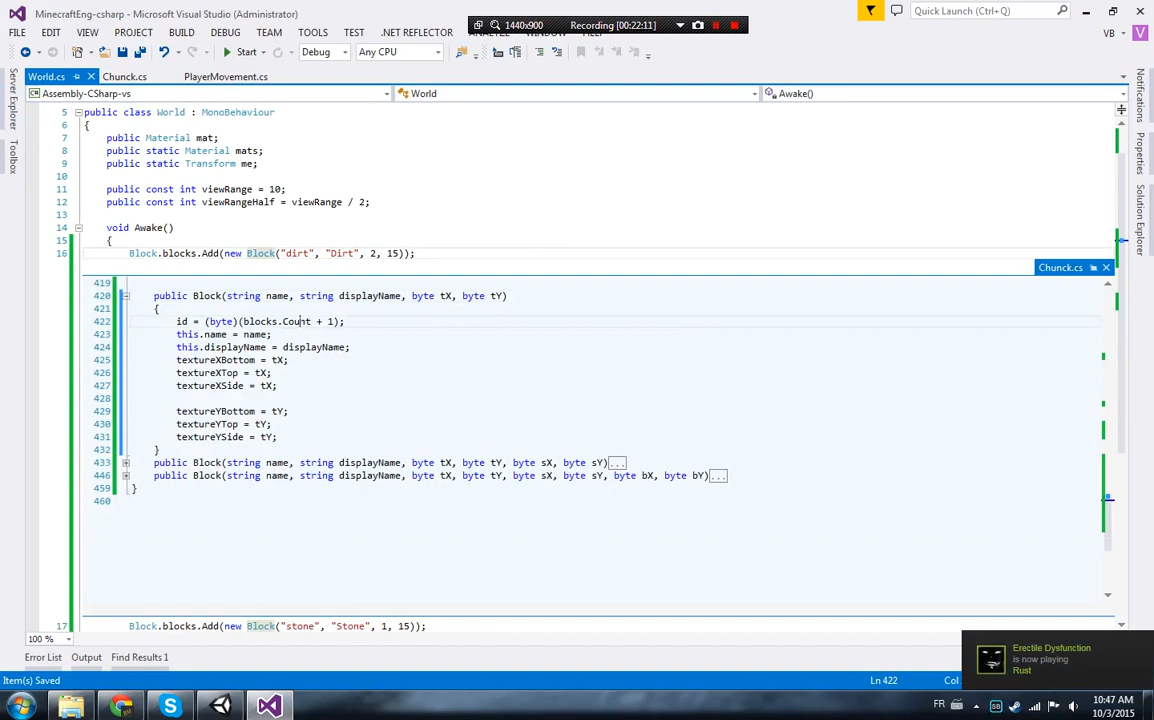 MinecraftEng-csharp - Microsoft Visual Studio (Administrator)
1440x900
Recording [00:22:11]
Quick Launch (Ctrl+Q)
FILE EDIT VIEW PROJECT BUILD DEBUG TEAM TOOLS TEST .NET REFLECTOR
VB V
Start Debug Any CPU
World.cs Chunck.cs PlayerMovement.cs
Assembly-CSharp-vs World Awake()
Server Explorer
Toolbox
Notifications
Properties
Solution Explorer
5 public class World : MonoBehaviour
6 {
7 public Material mat;
8 public static Material mats;
9 public static Transform me;
10
11 public const int viewRange = 10;
12 public const int viewRangeHalf = viewRange / 2;
13
14 void Awake()
15 {
16 Block.blocks.Add(new Block("dirt", "Dirt", 2, 15));
Chunck.cs
419
420 public Block(string name, string displayName, byte tX, byte tY)
421 {
422 id = (byte)(blocks.Count + 1);
423 this.name = name;
424 this.displayName = displayName;
425 textureXBottom = tX;
426 textureXTop = tX;
427 textureXSide = tX;
428
429 textureYBottom = tY;
430 textureYTop = tY;
431 textureYSide = tY;
432 }
433 public Block(string name, string displayName, byte tX, byte tY, byte sX, byte sY)...
446 public Block(string name, string displayName, byte tX, byte tY, byte sX, byte sY, byte bX, byte bY)...
459 }
460
17 Block.blocks.Add(new Block("stone", "Stone", 1, 15));
100 %
Error List Output Find Results 1
Erectile Dysfunction
is now playing
Rust
Item(s) Saved Ln 422 Col
FR
10:47 AM
10/3/2015